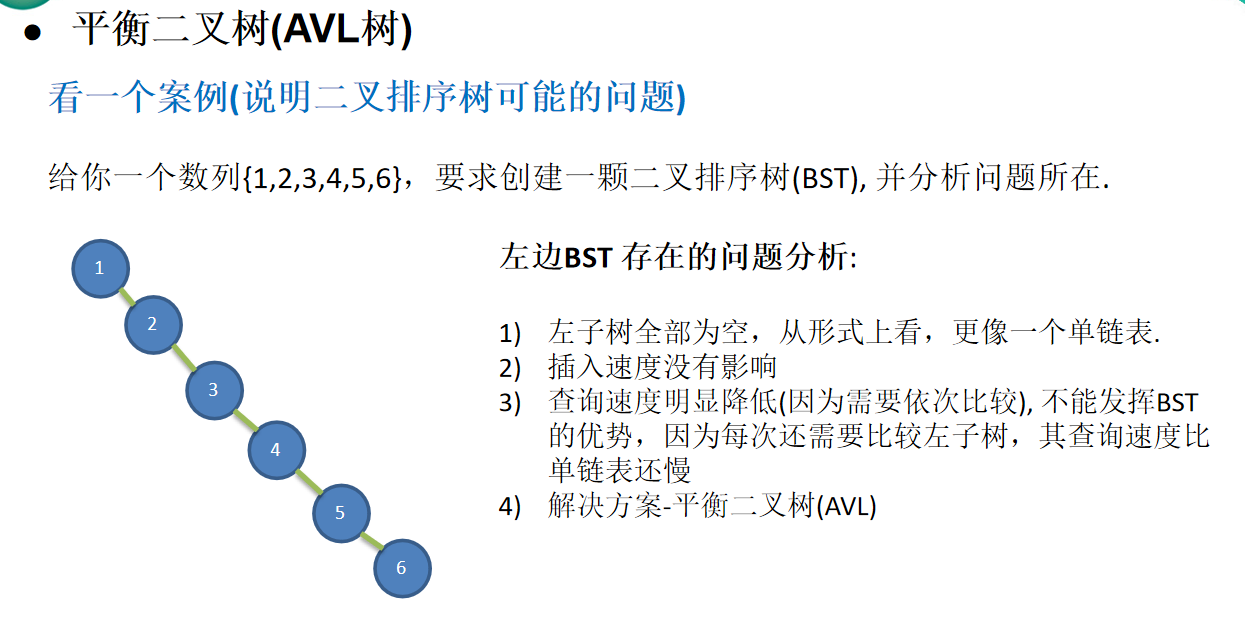 ● 平衡二叉树(AVL树)
看一个案例(说明二叉排序树可能的问题)
给你一个数列{1,2,3,4,5,6}，要求创建一颗二叉排序树(BST), 并分析问题所在.
1
2
3
4
5
6
左边BST 存在的问题分析:
1) 左子树全部为空，从形式上看，更像一个单链表.
2) 插入速度没有影响
3) 查询速度明显降低(因为需要依次比较), 不能发挥BST
的优势，因为每次还需要比较左子树，其查询速度比
单链表还慢
4) 解决方案-平衡二叉树(AVL)